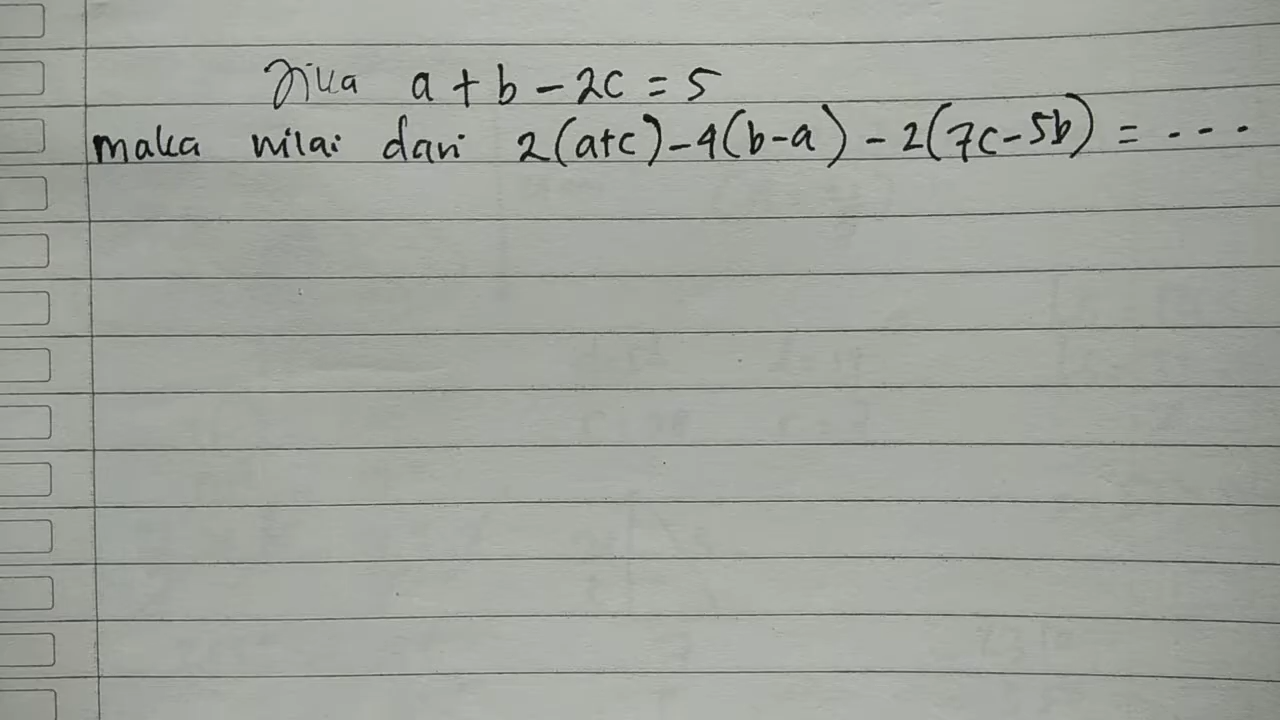 Jika a + b - 2c = 5
maka nilai dari 2(a+c) - 4(b-a) - 2(7c-5b) = ....